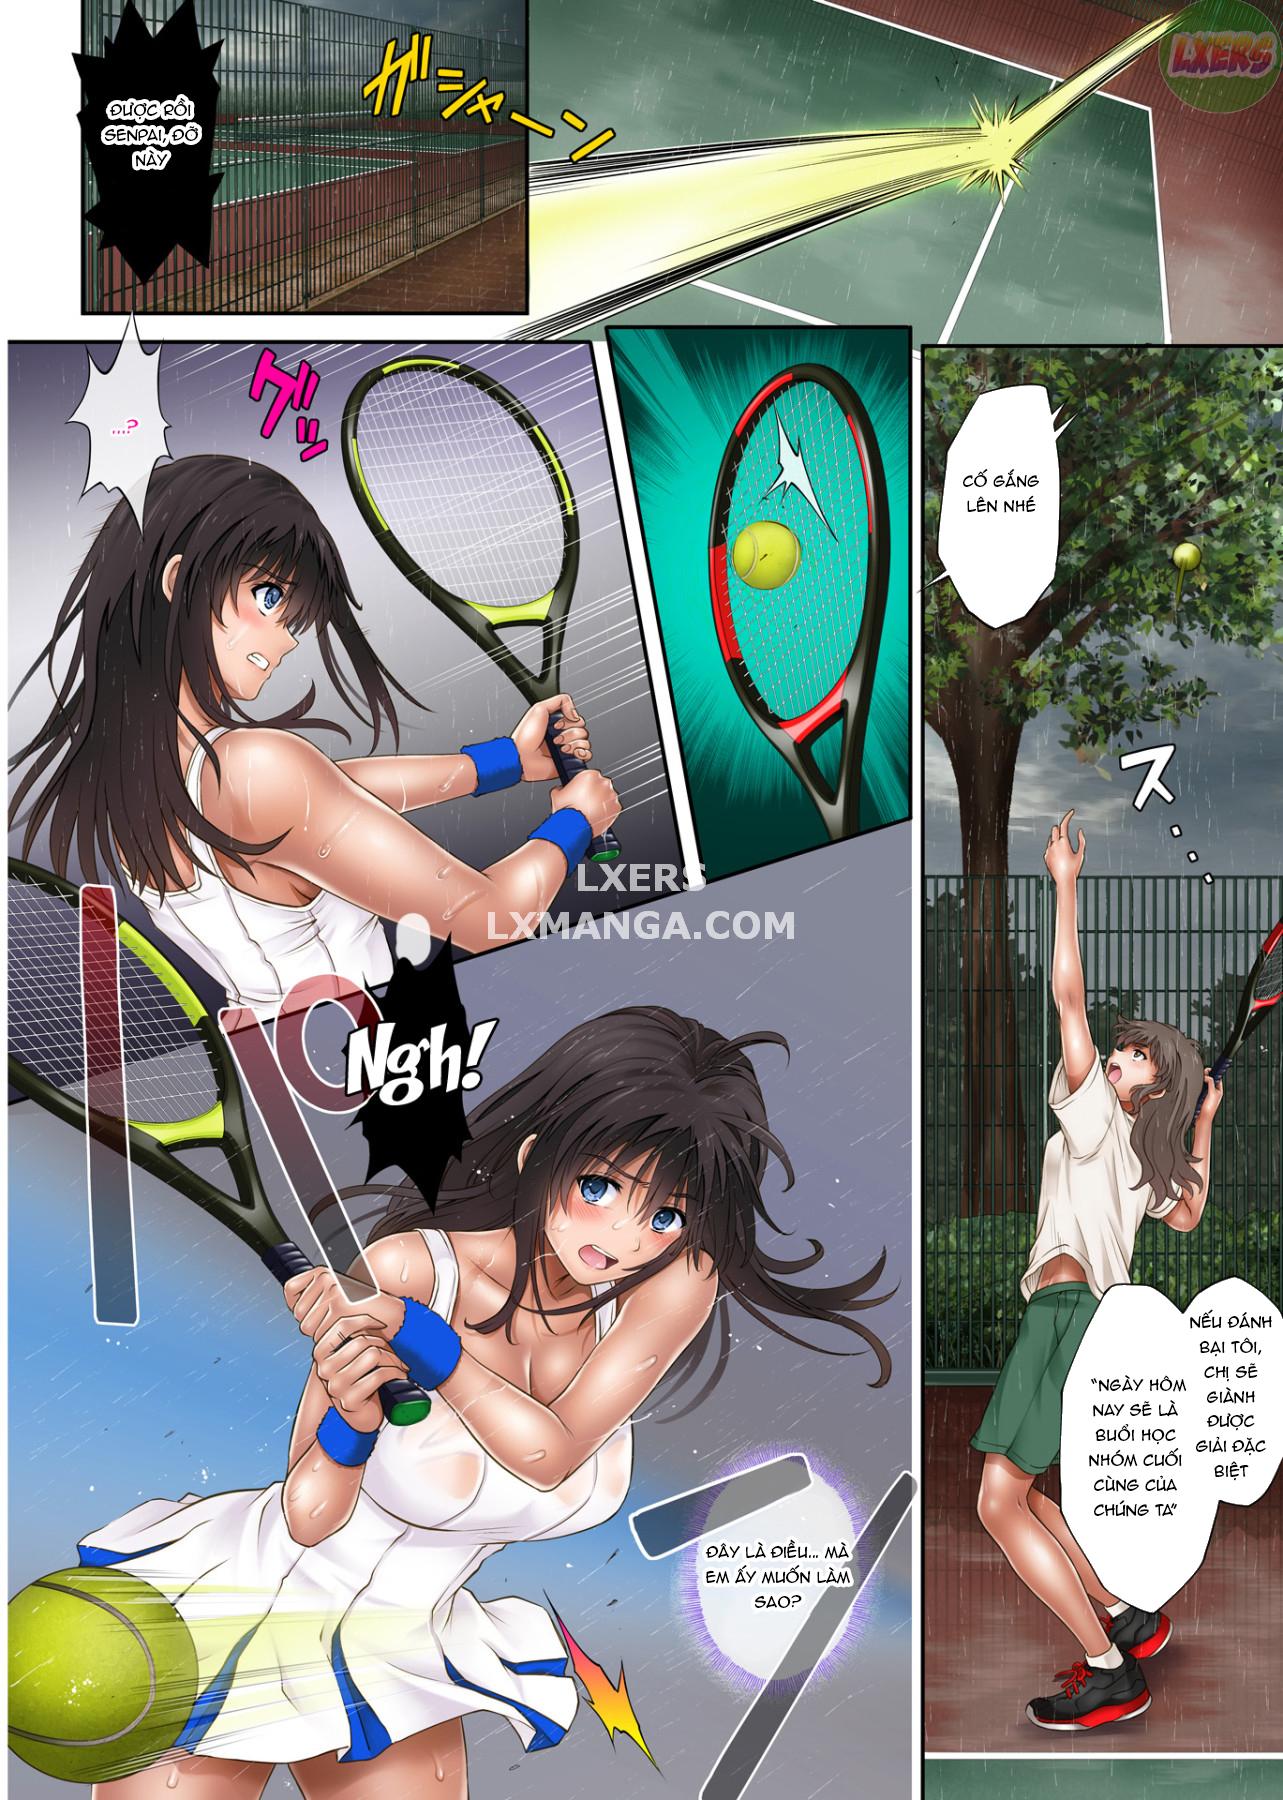 LXERS
ĐƯỢC RỒI
SENPAI, ĐỠ
NÀY
ガシャーン
CỐ GẮNG
LÊN NHÉ
ス
NẾU ĐÁNH
BẠI TÔI,
CHỊ SẼ
GIÀNH
ĐƯỢC
GIẢI ĐẶC
BIỆT
"NGÀY HÔM
NAY SẼ LÀ
BUỔI HỌC
NHÓM CUỐI
CÙNG CỦA
CHÚNG TA"
...?
グッ
LXERS
LXMANGA.COM
Ngh!
ĐÂY LÀ ĐIỀU... MÀ
EM ẤY MUỐN LÀM
SAO?